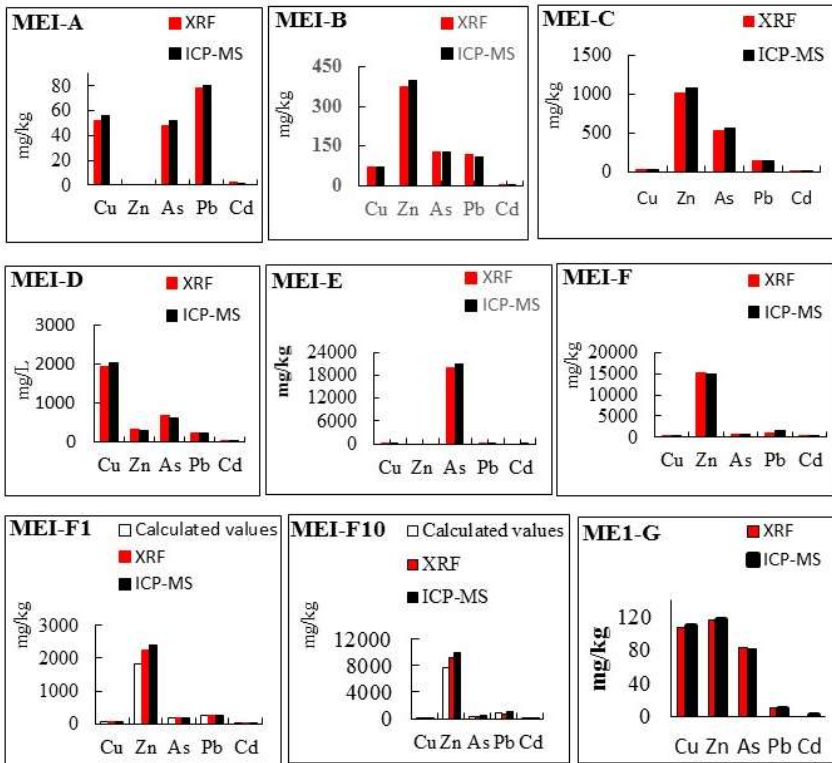 MEI-A
XRF
ICP-MS
mg/kg
80
60
40
20
0
Cu Zn As Pb Cd
MEI-B
XRF
ICP-MS
mg/kg
450
300
150
0
Cu Zn As Pb Cd
MEI-C
XRF
ICP-MS
mg/kg
1500
1000
500
0
Cu Zn As Pb Cd
MEI-D
XRF
ICP-MS
mg/L
3000
2000
1000
0
Cu Zn As Pb Cd
MEI-E
XRF
ICP-MS
mg/kg
24000
18000
12000
6000
0
Cu Zn As Pb Cd
MEI-F
XRF
ICP-MS
mg/kg
20000
15000
10000
5000
0
Cu Zn As Pb Cd
MEI-F1
Calculated values
XRF
ICP-MS
mg/kg
3000
2000
1000
0
Cu Zn As Pb Cd
MEI-F10
Calculated values
XRF
ICP-MS
mg/kg
12000
8000
4000
0
Cu Zn As Pb Cd
ME1-G
XRF
ICP-MS
mg/kg
120
80
40
0
Cu Zn As Pb Cd